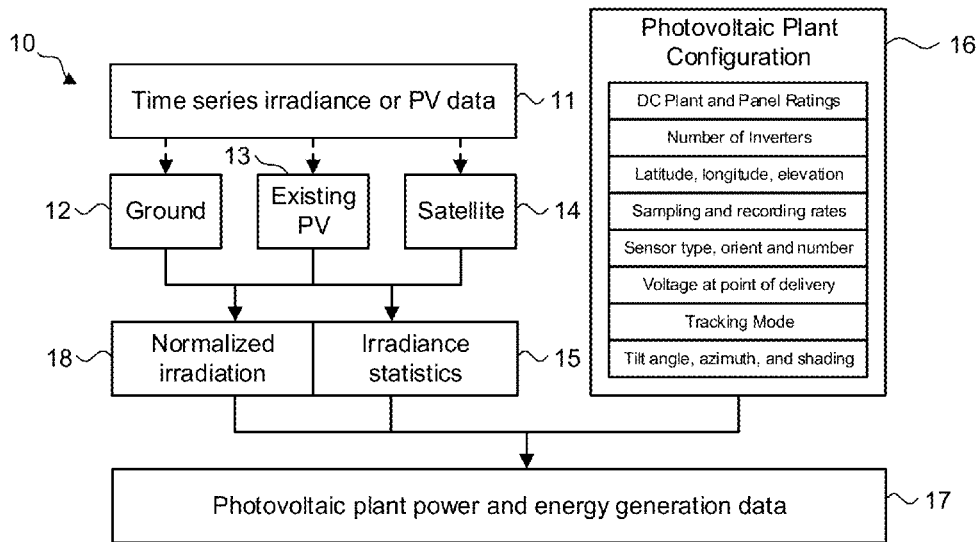 10
Time series irradiance or PV data
11
12
Ground
13
Existing
PV
Satellite
14
18
Normalized
irradiation
Irradiance
statistics
15
Photovoltaic Plant
Configuration
16
DC Plant and Panel Ratings
Number of Inverters
Latitude, longitude, elevation
Sampling and recording rates
Sensor type, orient and number
Voltage at point of delivery
Tracking Mode
Tilt angle, azimuth, and shading
Photovoltaic plant power and energy generation data
17